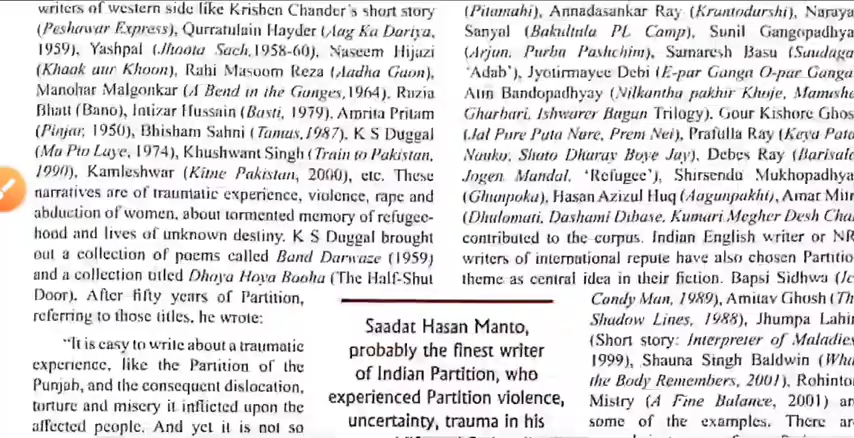 writers of western side like Krishen Chander's short story
(Peshawar Express), Qurratulain Hayder (Aag Ka Dariya,
1959), Yashpal (Jhoota Sach,1958-60), Naseem Hijazi
(Khaak aur Khoon), Rahi Masoom Reza (Aadha Gaon),
Manohar Malgonkar (A Bend in the Ganges,1964), Razia
Bhatt (Bano), Intizar Hussain (Basti, 1979), Amrita Pritam
(Pinjar, 1950), Bhisham Sahni (Tamas,1987), K S Duggal
(Ma Pio Laye, 1974), Khushwant Singh (Train to Pakistan,
1990), Kamleshwar (Kitne Pakistan, 2000), etc. These
narratives are of traumatic experience, violence, rape and
abduction of women, about tormented memory of refugee-
hood and lives of unknown destiny. K S Duggal brought
out a collection of poems called Band Darwaze (1959)
and a collection titled Dhoya Hoya Booha (The Half-Shut
Door). After fifty years of Partition,
referring to those titles, he wrote:
"It is easy to write about a traumatic
experience, like the Partition of the
Punjab, and the consequent dislocation,
torture and misery it inflicted upon the
affected people. And yet it is not so
Saadat Hasan Manto,
probably the finest writer
of Indian Partition, who
experienced Partition violence,
uncertainty, trauma in his
(Pitamahi), Annadasankar Ray (Krantodarshi), Naraya
Sanyal (Bakultala PL Camp), Sunil Gangopadhya
(Arjun, Purba Pashchim), Samaresh Basu (Saudaga
'Adab'), Jyotirmayee Debi (E-par Ganga O-par Ganga
Atin Bandopadhyay (Nilkantha pakhir Khoje, Manushe
Gharbari, Ishwarer Bagan Trilogy), Gour Kishore Ghos
(Jal Pare Pata Nare, Prem Nei), Prafulla Ray (Keya Pata
Nauko, Shato Dharay Boye Jay), Debes Ray (Barisale
Jogen Mandal, 'Refugee'), Shirsendu Mukhopadhya
(Ghunpoka), Hasan Azizul Huq (Aagunpakhi), Amar Mitr
(Dhulomati, Dashami Dibase, Kumari Megher Desh Chai
contributed to the corpus. Indian English writer or NR
writers of international repute have also chosen Partitio
theme as central idea in their fiction. Bapsi Sidhwa (Ic
Candy Man, 1989), Amitav Ghosh (Th
Shadow Lines, 1988), Jhumpa Lahir
(Short story: Interpreter of Maladies
1999), Shauna Singh Baldwin (Wha
the Body Remembers, 2001), Rohinto
Mistry (A Fine Balance, 2001) ar
some of the examples. There ar